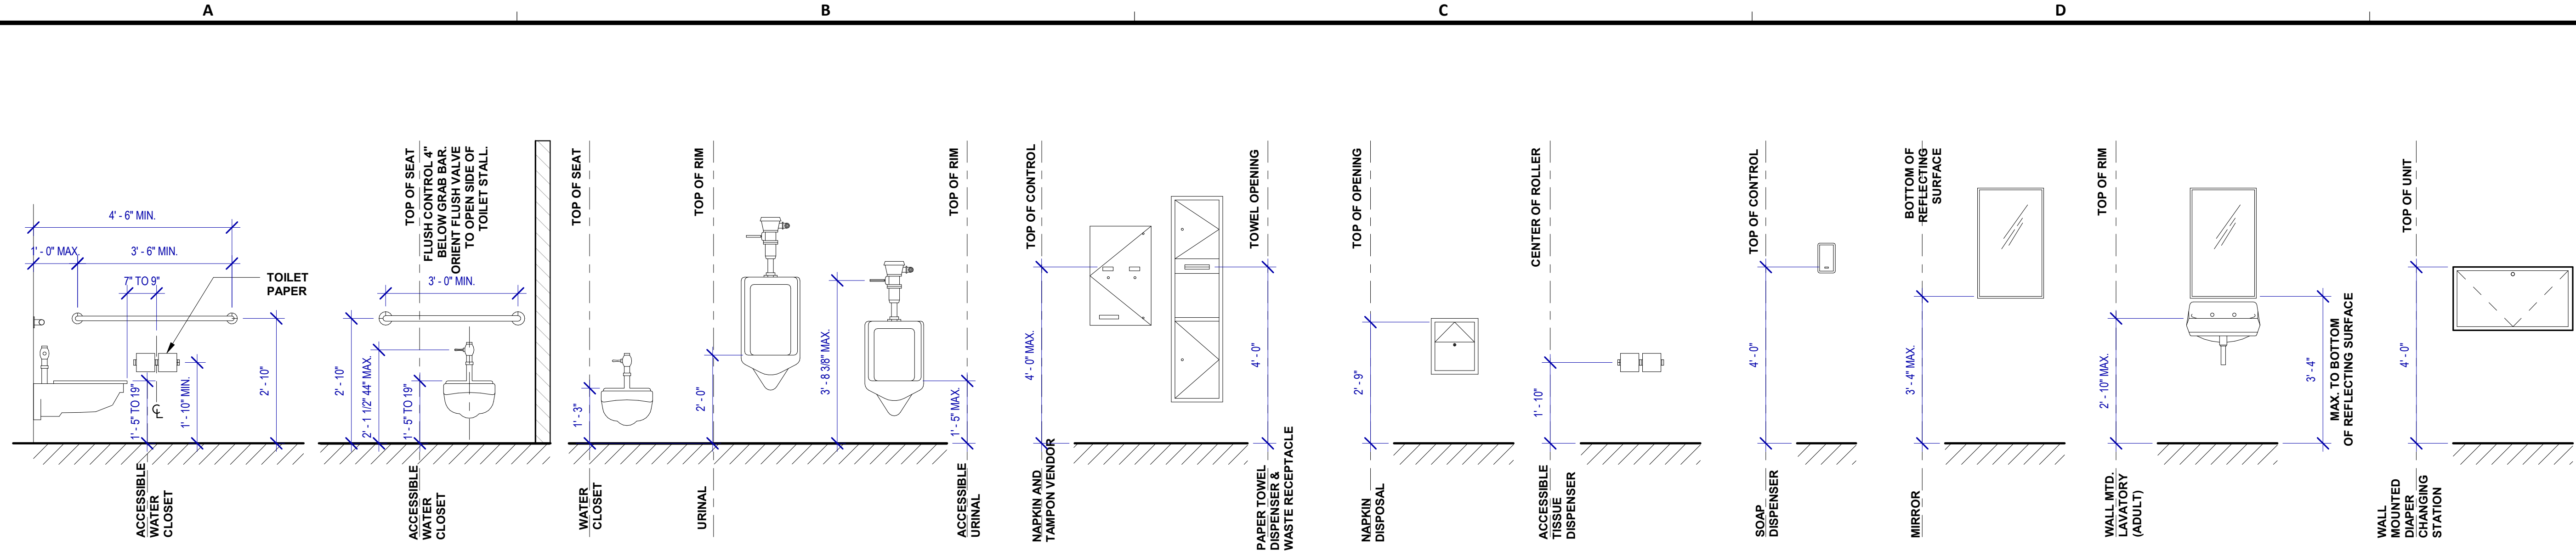 A
B
C
D
4' - 6" MIN.
1' - 0" MAX.
3' - 6" MIN.
7" TO 9"
TOILET
PAPER
1' - 5" TO 19"
CL
1' - 10" MIN.
2' - 10"
ACCESSIBLE
WATER
CLOSET
TOP OF SEAT
FLUSH CONTROL 4"
BELOW GRAB BAR.
ORIENT FLUSH VALVE
TO OPEN SIDE OF
TOILET STALL.
3' - 0" MIN.
2' - 10"
2' - 1 1/2" 44" MAX.
1' - 5" TO 19"
ACCESSIBLE
WATER
CLOSET
TOP OF SEAT
1' - 3"
WATER
CLOSET
TOP OF RIM
2' - 0"
URINAL
3' - 8 3/8" MAX.
TOP OF RIM
1' - 5" MAX.
ACCESSIBLE
URINAL
TOP OF CONTROL
4' - 0" MAX.
NAPKIN AND
TAMPON VENDOR
TOWEL OPENING
4' - 0"
PAPER TOWEL
DISPENSER &
WASTE RECEPTACLE
TOP OF OPENING
2' - 9"
NAPKIN
DISPOSAL
CENTER OF ROLLER
1' - 10"
ACCESSIBLE
TISSUE
DISPENSER
TOP OF CONTROL
4' - 0"
SOAP
DISPENSER
BOTTOM OF
REFLECTING
SURFACE
3' - 4" MAX.
MIRROR
TOP OF RIM
2' - 10" MAX.
WALL MTD.
LAVATORY
(ADULT)
3' - 4"
MAX. TO BOTTOM
OF REFLECTING SURFACE
TOP OF UNIT
4' - 0"
WALL
MOUNTED
DIAPER
CHANGING
STATION